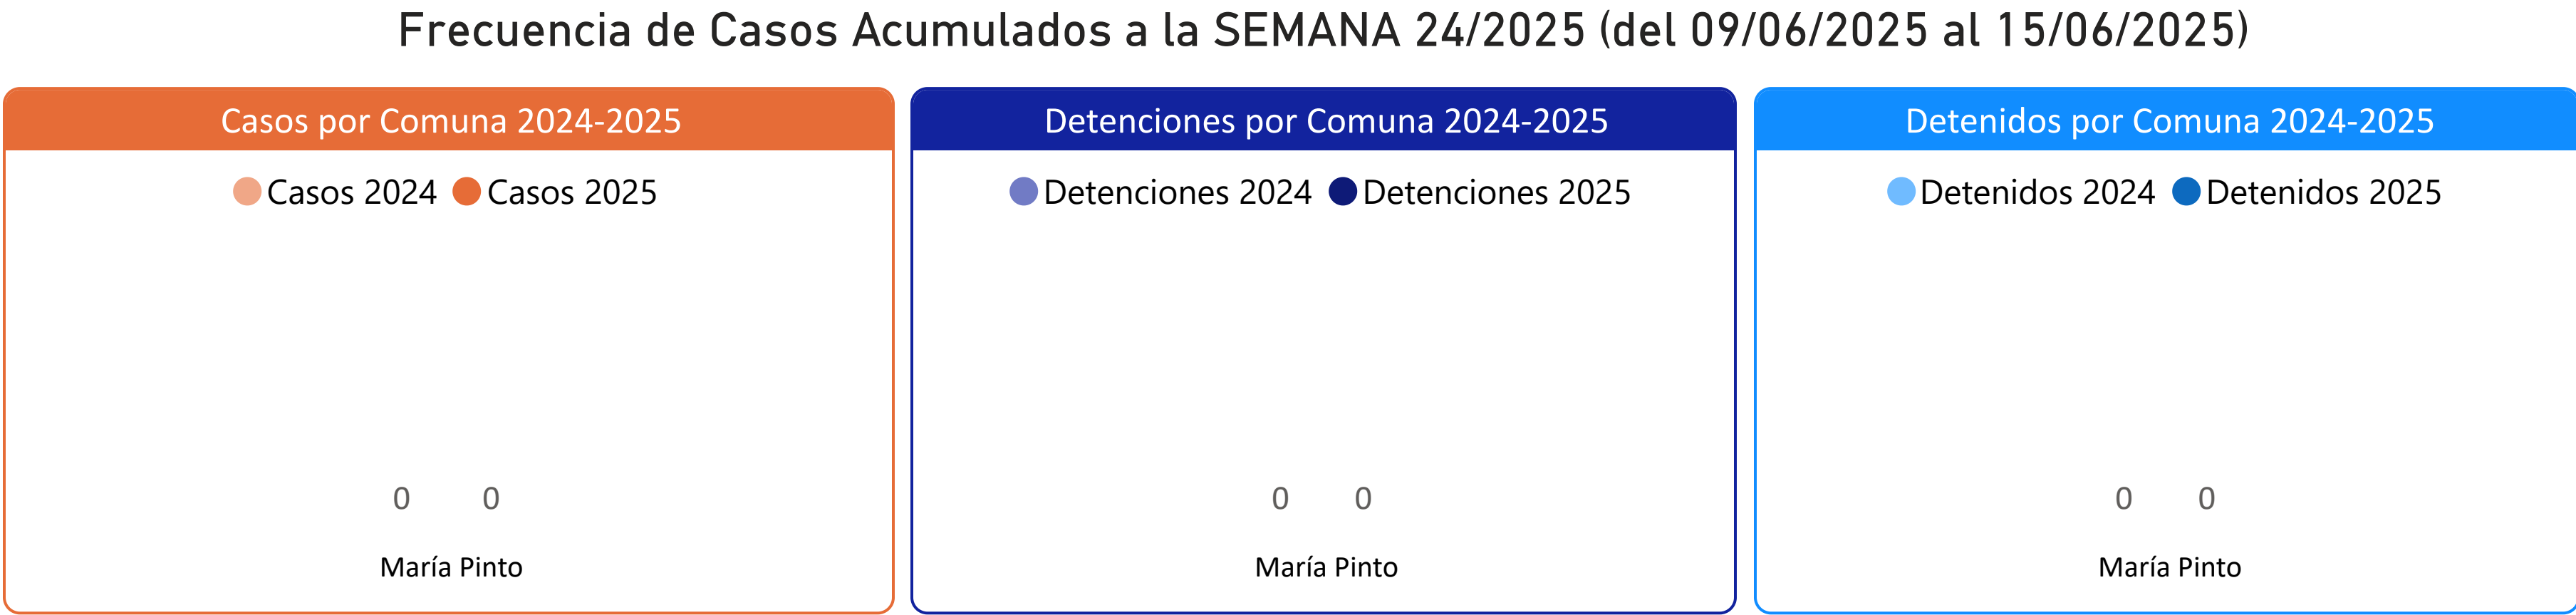 Frecuencia de Casos Acumulados a la SEMANA 24/2025 (del 09/06/2025 al 15/06/2025)
Casos por Comuna 2024-2025
Casos 2024 Casos 2025
0 0
María Pinto
Detenciones por Comuna 2024-2025
Detenciones 2024 Detenciones 2025
0 0
María Pinto
Detenidos por Comuna 2024-2025
Detenidos 2024 Detenidos 2025
0 0
María Pinto